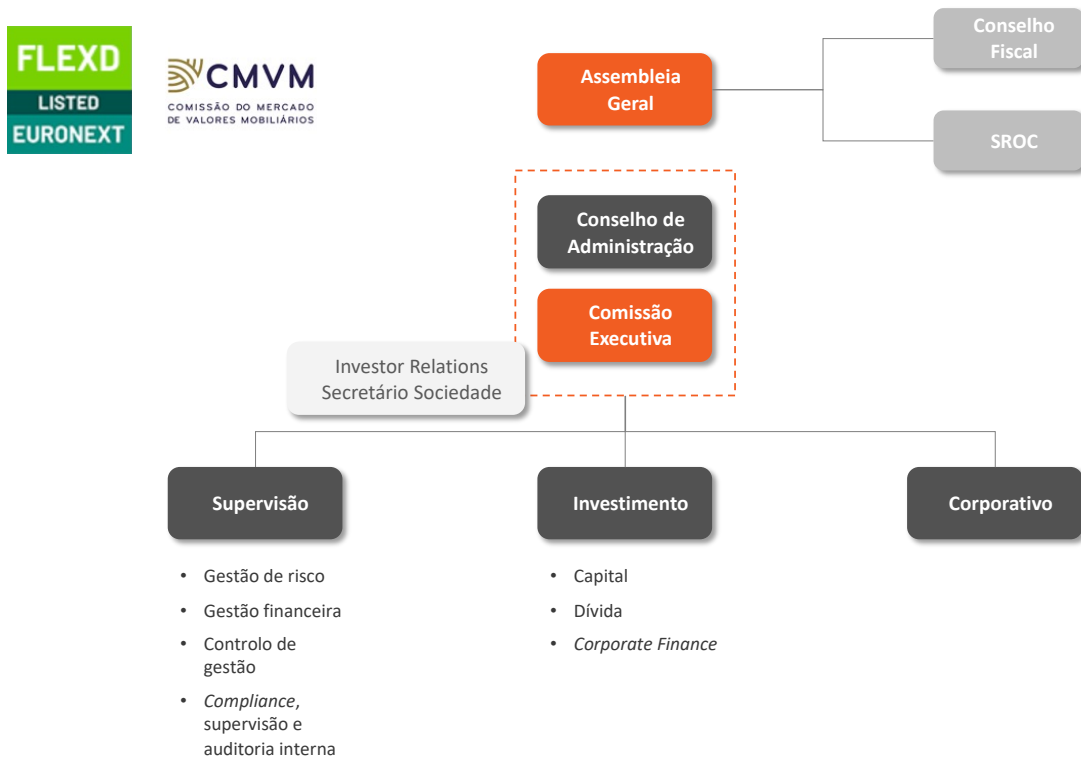 FLEXD
LISTED
EURONEXT
CMVM
COMISSÃO DO MERCADO
DE VALORES MOBILIÁRIOS
Assembleia
Geral
Conselho
Fiscal
SROC
Conselho de
Administração
Comissão
Executiva
Investor Relations
Secretário Sociedade
Supervisão
Investimento
Corporativo
• Gestão de risco
• Gestão financeira
• Controlo de
gestão
• Compliance,
supervisão e
auditoria interna
• Capital
• Dívida
• Corporate Finance